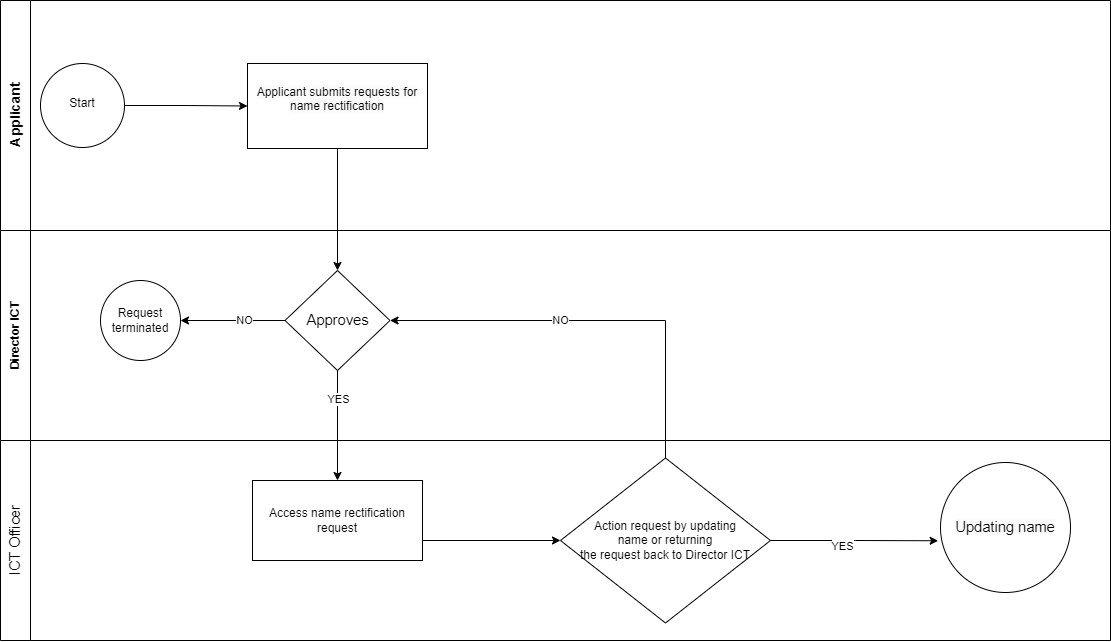 Applicant
Start
Applicant submits requests for
name rectification
Director ICT
Request
terminated
NO
Approves
NO
YES
ICT Officer
Access name rectification
request
Action request by updating
name or returning
the request back to Director ICT
YES
Updating name